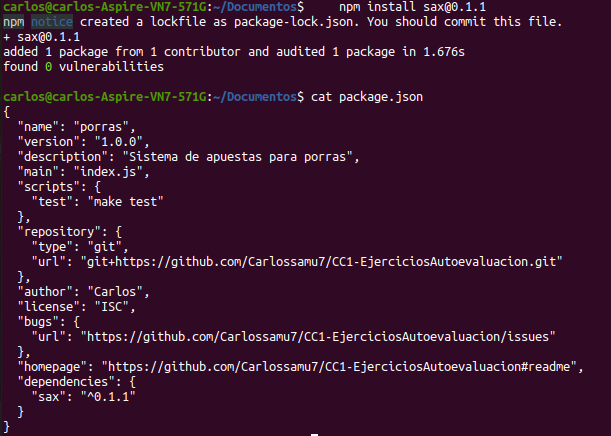 carlos@carlos-Aspire-VN7-571G:~/Documentos$     npm install sax@0.1.1
npm notice created a lockfile as package-lock.json. You should commit this file.
+ sax@0.1.1
added 1 package from 1 contributor and audited 1 package in 1.676s
found 0 vulnerabilities

carlos@carlos-Aspire-VN7-571G:~/Documentos$ cat package.json
{
  "name": "porras",
  "version": "1.0.0",
  "description": "Sistema de apuestas para porras",
  "main": "index.js",
  "scripts": {
    "test": "make test"
  },
  "repository": {
    "type": "git",
    "url": "git+https://github.com/Carlossamu7/CC1-EjerciciosAutoevaluacion.git"
  },
  "author": "Carlos",
  "license": "ISC",
  "bugs": {
    "url": "https://github.com/Carlossamu7/CC1-EjerciciosAutoevaluacion/issues"
  },
  "homepage": "https://github.com/Carlossamu7/CC1-EjerciciosAutoevaluacion#readme",
  "dependencies": {
    "sax": "^0.1.1"
  }
}